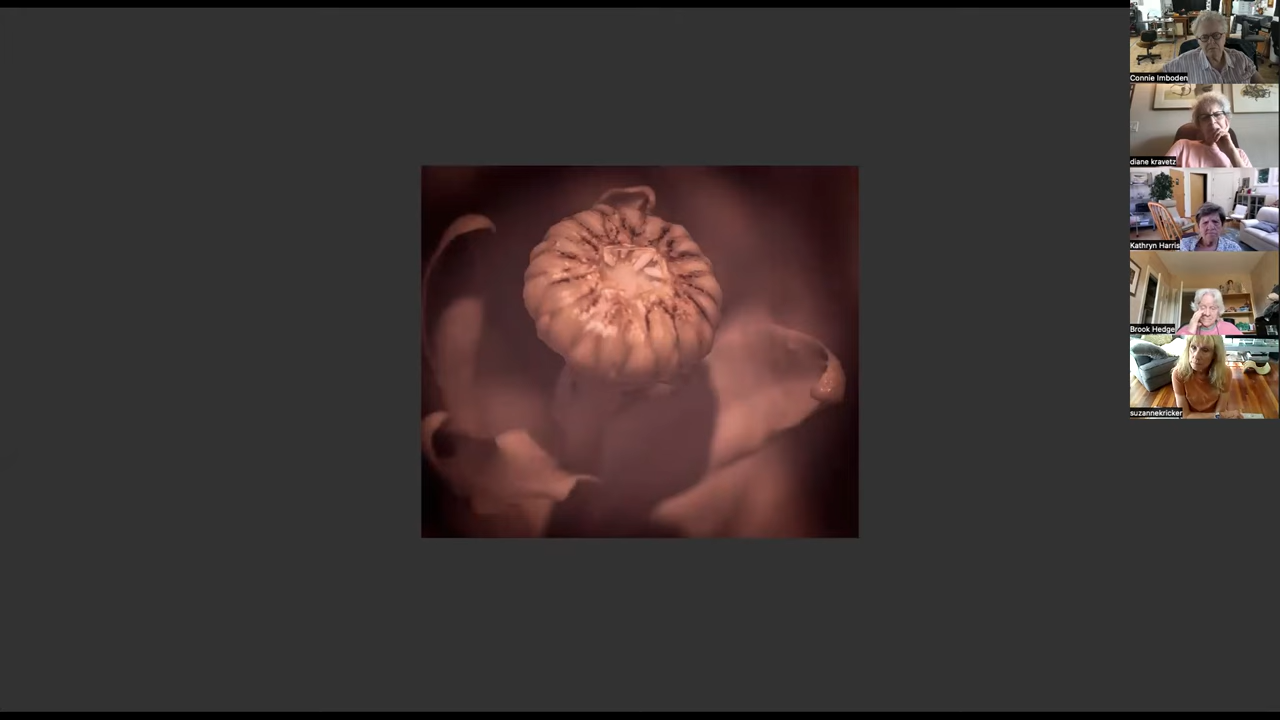 Connie Imboden
diane kravetz
Kathryn Harris
Brook Hedge
suzannekricker